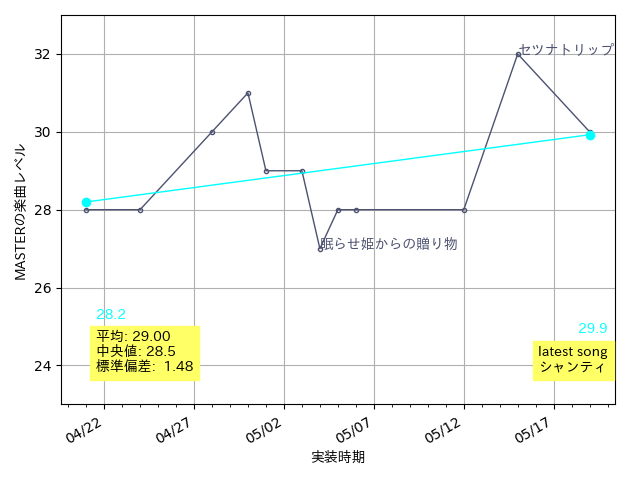 32
30
28
26
24
MASTERの楽曲レベル
セツナトリップ
眠らせ姫からの贈り物
28.2
平均: 29.00
中央値: 28.5
標準偏差: 1.48
29.9
latest song
シャンティ
04/22
04/27
05/02
05/07
05/12
05/17
実装時期